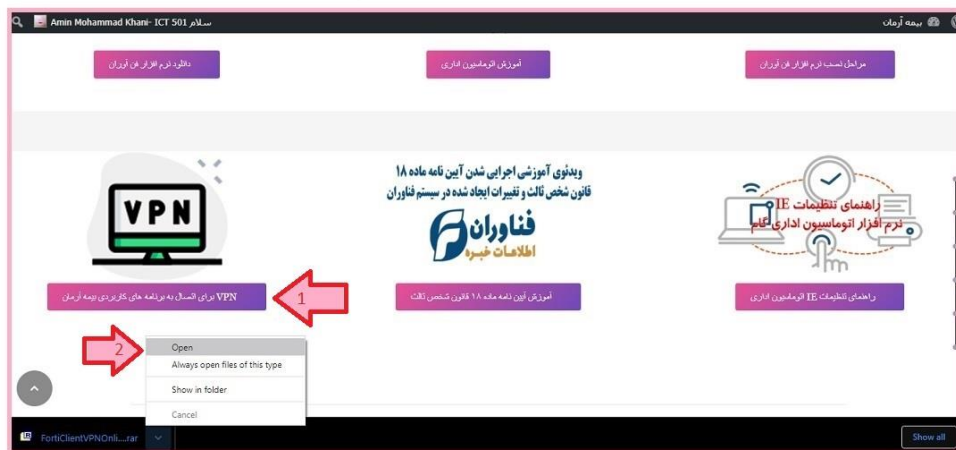 Amin Mohammad Khani- ICT 501 سلام
بیمه آرمان
مراحل نصب نرم افزار فن آوران
آموزش اتوماسیون اداری
دانلود نرم افزار فن آوران
راهنمای تنظیمات IE
نرم افزار اتوماسیون اداری گام
ویدئوی آموزشی اجرایی شدن آیین نامه ماده ۱۸
قانون شخص ثالث و تغییرات ایجاد شده در سیستم فناوران
فناوران
اطلاعات خبره
VPN
راهنمای تنظیمات IE اتوماسیون اداری
آموزش آیین نامه ماده ۱۸ قانون شخص ثالث
VPN برای اتصال به برنامه های کاربردی بیمه آرمان
1
2
Open
Always open files of this type
Show in folder
Cancel
FortiClientVPNOnli....rar
Show all